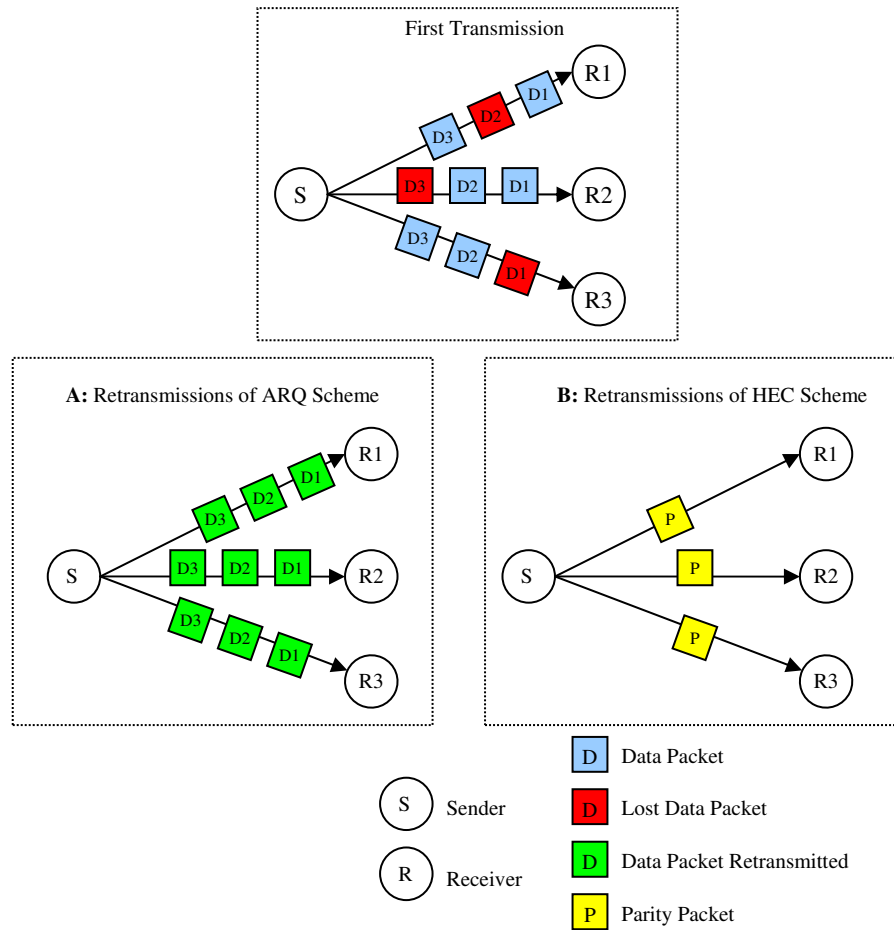 First Transmission
R1
D1
D2
D3
S
D3
D2
D1
R2
D3
D2
D1
R3
A: Retransmissions of ARQ Scheme
R1
D1
D2
D3
S
D3
D2
D1
R2
D3
D2
D1
R3
B: Retransmissions of HEC Scheme
R1
P
S
P
R2
P
R3
D Data Packet
S Sender
D Lost Data Packet
R Receiver
D Data Packet Retransmitted
P Parity Packet